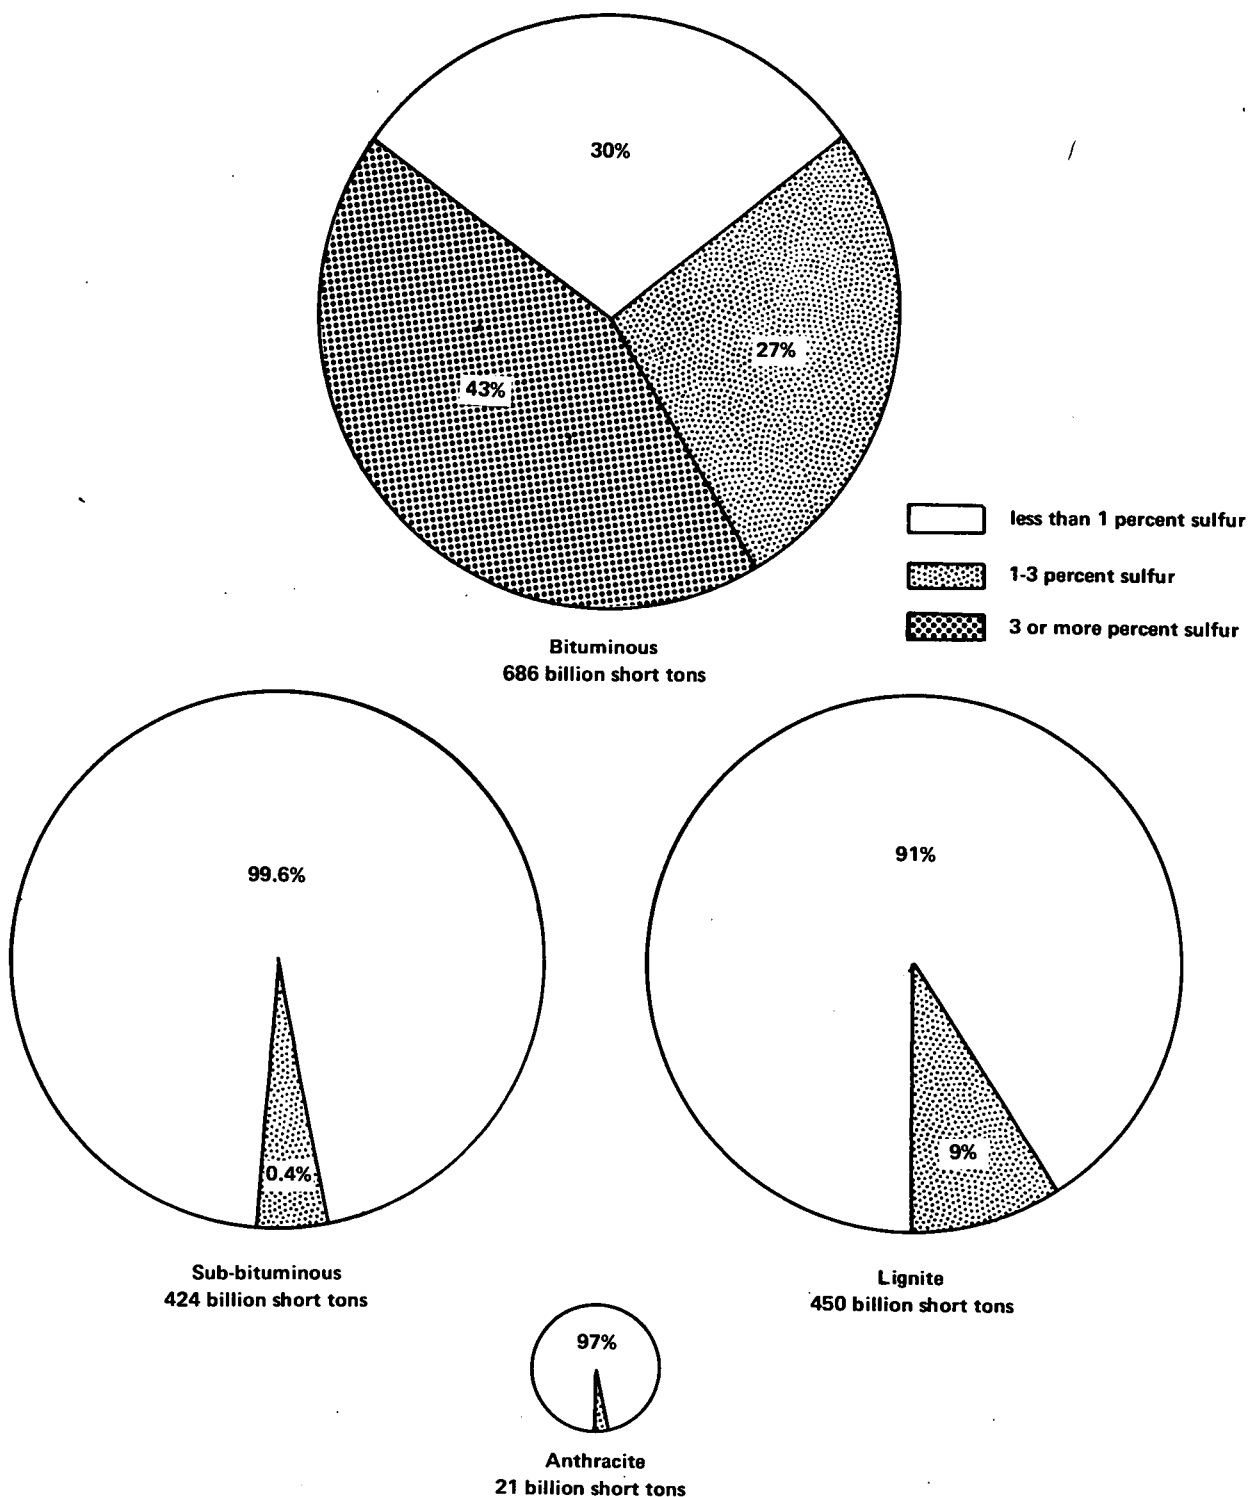 30%
27%
43%
less than 1 percent sulfur
1-3 percent sulfur
3 or more percent sulfur
Bituminous
686 billion short tons
99.6%
0.4%
Sub-bituminous
424 billion short tons
91%
9%
Lignite
450 billion short tons
97%
Anthracite
21 billion short tons